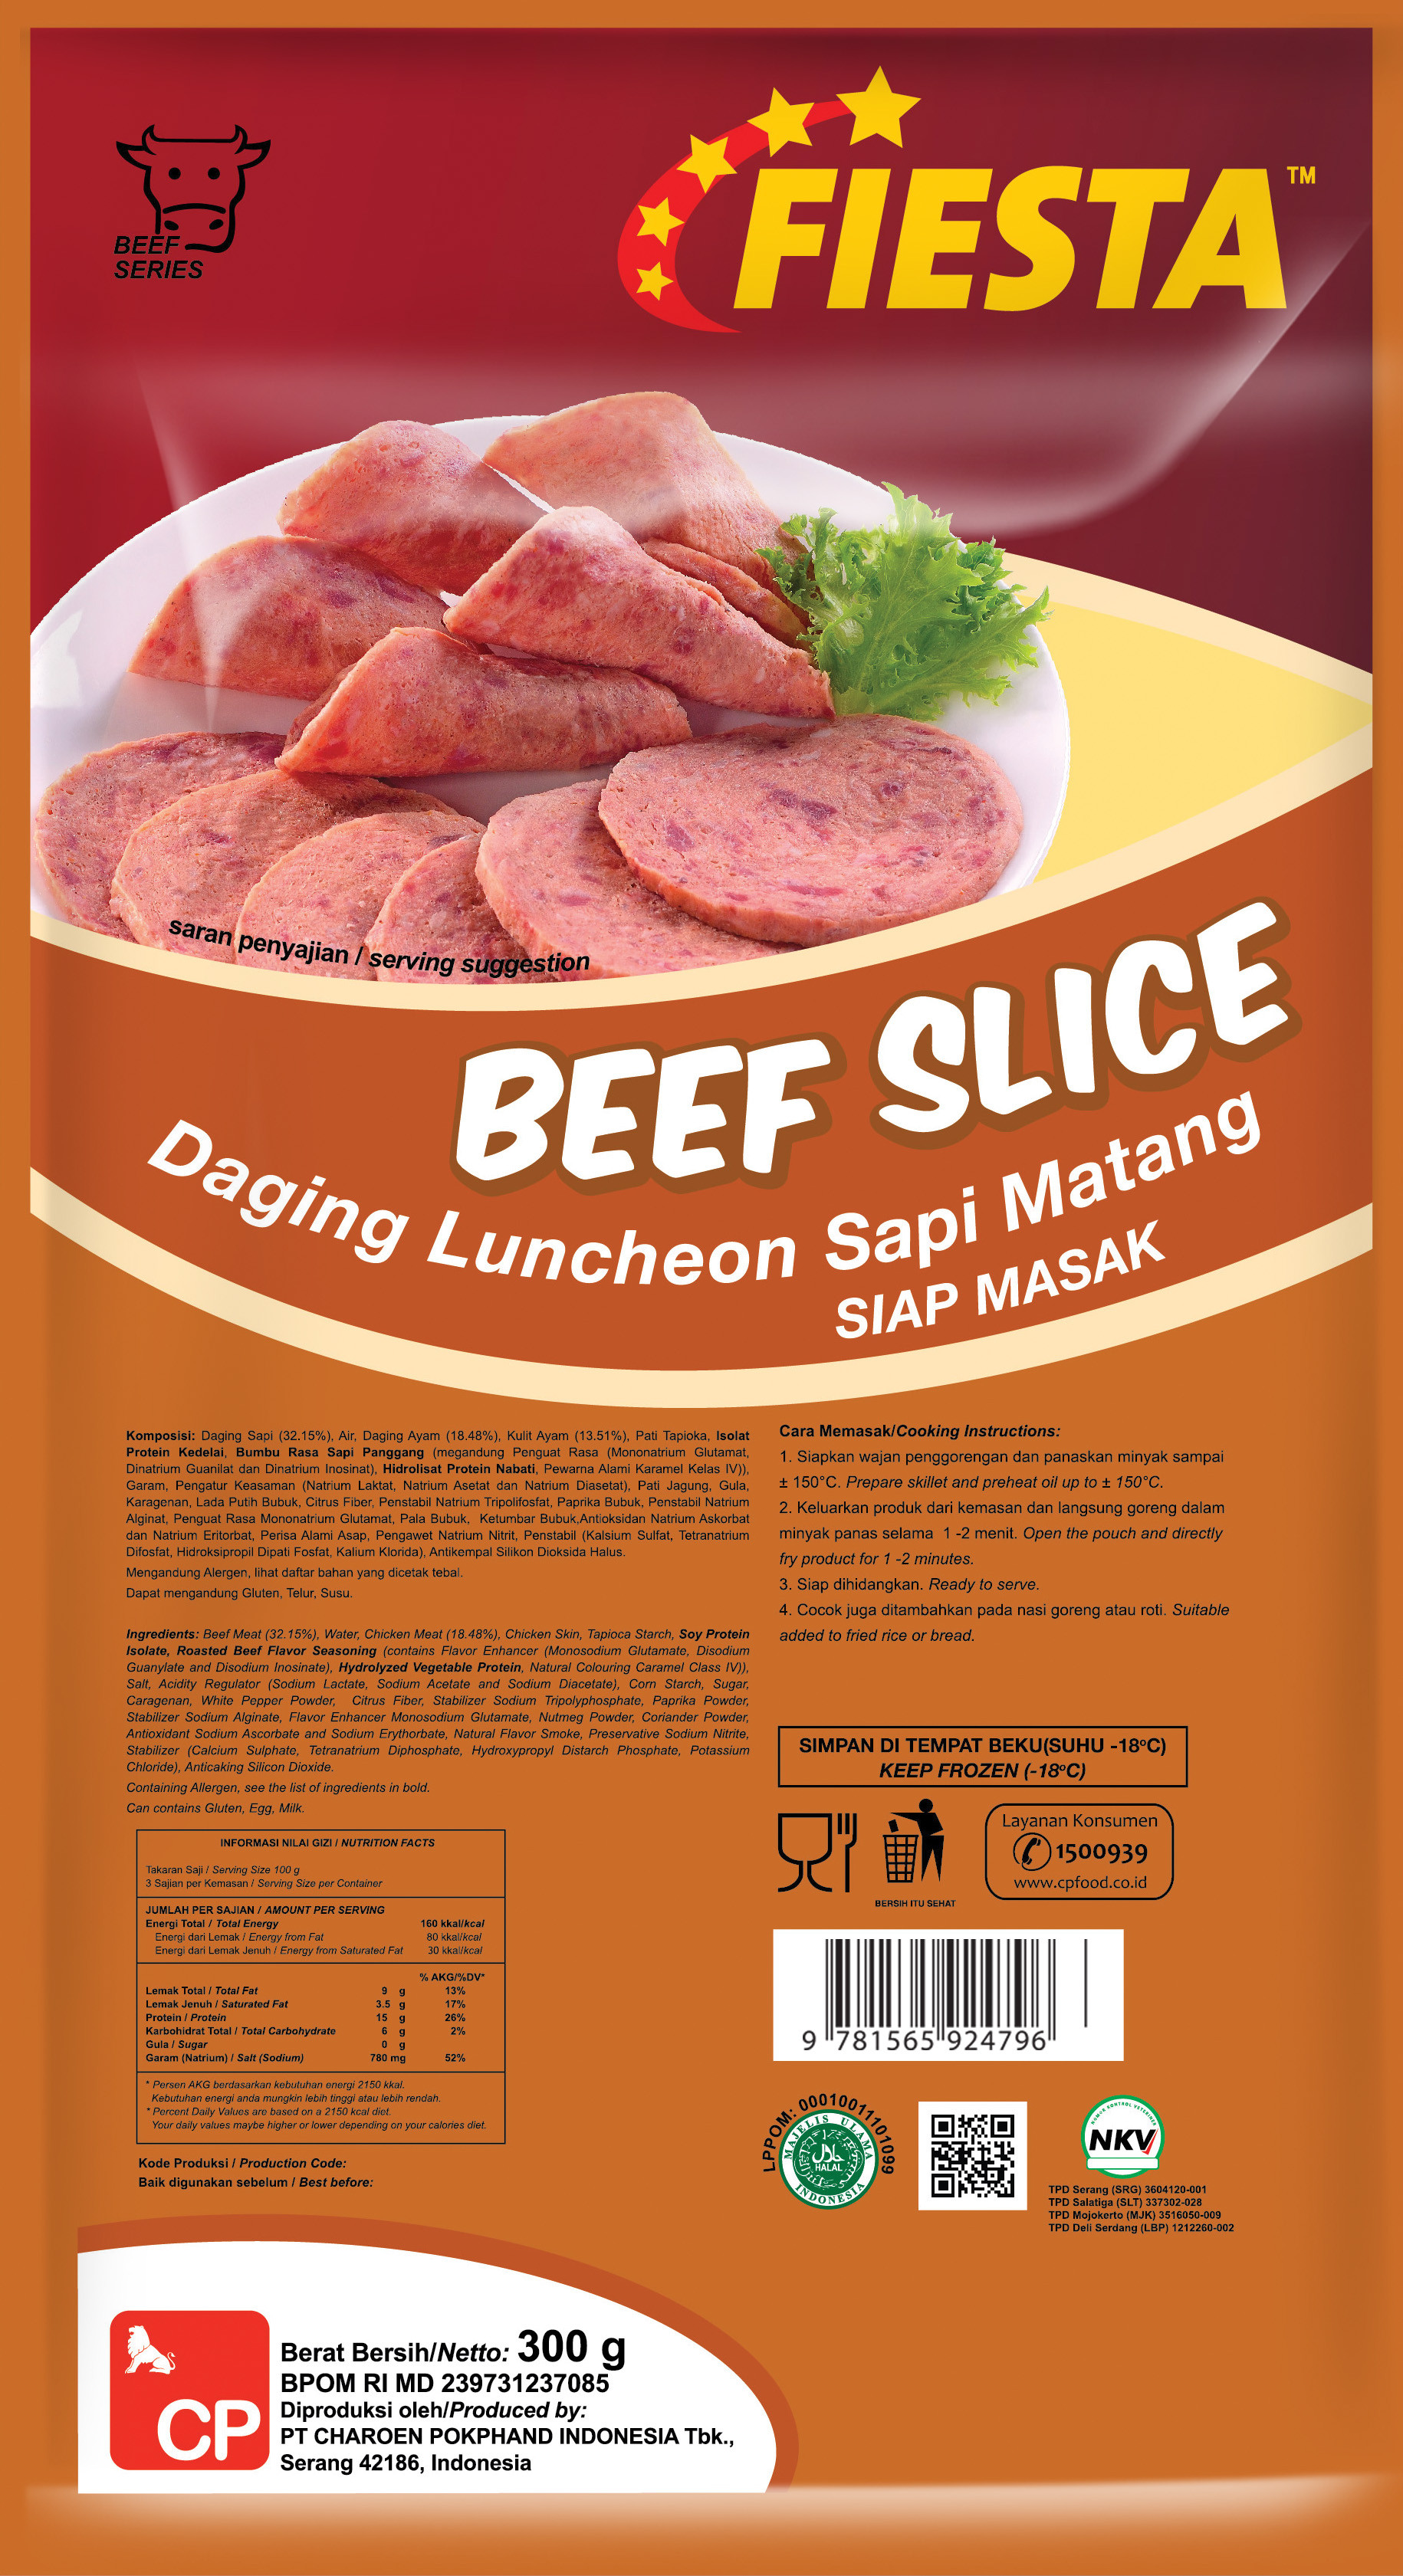 BEEF
SERIES
FIESTA™
saran penyajian / serving suggestion
BEEF SLICE
Daging Luncheon Sapi Matang
SIAP MASAK
Komposisi: Daging Sapi (32.15%), Air, Daging Ayam (18.48%), Kulit Ayam (13.51%), Pati Tapioka, Isolat
Protein Kedelai, Bumbu Rasa Sapi Panggang (megandung Penguat Rasa (Mononatrium Glutamat,
Dinatrium Guanilat dan Dinatrium Inosinat), Hidrolisat Protein Nabati, Pewarna Alami Karamel Kelas IV)),
Garam, Pengatur Keasaman (Natrium Laktat, Natrium Asetat dan Natrium Diasetat), Pati Jagung, Gula,
Karagenan, Lada Putih Bubuk, Citrus Fiber, Penstabil Natrium Tripolifosfat, Paprika Bubuk, Penstabil Natrium
Alginat, Penguat Rasa Mononatrium Glutamat, Pala Bubuk, Ketumbar Bubuk,Antioksidan Natrium Askorbat
dan Natrium Eritorbat, Perisa Alami Asap, Pengawet Natrium Nitrit, Penstabil (Kalsium Sulfat, Tetranatrium
Difosfat, Hidroksipropil Dipati Fosfat, Kalium Klorida), Antikempal Silikon Dioksida Halus.
Mengandung Alergen, lihat daftar bahan yang dicetak tebal.
Dapat mengandung Gluten, Telur, Susu.
Ingredients: Beef Meat (32.15%), Water, Chicken Meat (18.48%), Chicken Skin, Tapioca Starch, Soy Protein
Isolate, Roasted Beef Flavor Seasoning (contains Flavor Enhancer (Monosodium Glutamate, Disodium
Guanylate and Disodium Inosinate), Hydrolyzed Vegetable Protein, Natural Colouring Caramel Class IV)),
Salt, Acidity Regulator (Sodium Lactate, Sodium Acetate and Sodium Diacetate), Corn Starch, Sugar,
Caragenan, White Pepper Powder, Citrus Fiber, Stabilizer Sodium Tripolyphosphate, Paprika Powder,
Stabilizer Sodium Alginate, Flavor Enhancer Monosodium Glutamate, Nutmeg Powder, Coriander Powder,
Antioxidant Sodium Ascorbate and Sodium Erythorbate, Natural Flavor Smoke, Preservative Sodium Nitrite,
Stabilizer (Calcium Sulphate, Tetranatrium Diphosphate, Hydroxypropyl Distarch Phosphate, Potassium
Chloride), Anticaking Silicon Dioxide.
Containing Allergen, see the list of ingredients in bold.
Can contains Gluten, Egg, Milk.
INFORMASI NILAI GIZI / NUTRITION FACTS
Takaran Saji / Serving Size 100 g
3 Sajian per Kemasan / Serving Size per Container
JUMLAH PER SAJIAN / AMOUNT PER SERVING
Energi Total / Total Energy 160 kkal/kcal
Energi dari Lemak / Energy from Fat 80 kkal/kcal
Energi dari Lemak Jenuh / Energy from Saturated Fat 30 kkal/kcal
% AKG/%DV*
Lemak Total / Total Fat 9 g 13%
Lemak Jenuh / Saturated Fat 3.5 g 17%
Protein / Protein 15 g 26%
Karbohidrat Total / Total Carbohydrate 6 g 2%
Gula / Sugar 0 g
Garam (Natrium) / Salt (Sodium) 780 mg 52%
* Persen AKG berdasarkan kebutuhan energi 2150 kkal.
Kebutuhan energi anda mungkin lebih tinggi atau lebih rendah.
* Percent Daily Values are based on a 2150 kcal diet.
Your daily values maybe higher or lower depending on your calories diet.
Kode Produksi / Production Code:
Baik digunakan sebelum / Best before:
Cara Memasak/Cooking Instructions:
1. Siapkan wajan penggorengan dan panaskan minyak sampai
± 150°C. Prepare skillet and preheat oil up to ± 150°C.
2. Keluarkan produk dari kemasan dan langsung goreng dalam
minyak panas selama 1 -2 menit. Open the pouch and directly
fry product for 1 -2 minutes.
3. Siap dihidangkan. Ready to serve.
4. Cocok juga ditambahkan pada nasi goreng atau roti. Suitable
added to fried rice or bread.
SIMPAN DI TEMPAT BEKU(SUHU -18°C)
KEEP FROZEN (-18°C)
BERSIH ITU SEHAT
Layanan Konsumen
1500939
www.cpfood.co.id
9 781565 924796
LPPOM: 00010011101099
MAJELIS ULAMA
حلال
HALAL
INDONESIA
NOMOR KONTROL VETERINER
NKV
TPD Serang (SRG) 3604120-001
TPD Salatiga (SLT) 337302-028
TPD Mojokerto (MJK) 3516050-009
TPD Deli Serdang (LBP) 1212260-002
CP
Berat Bersih/Netto: 300 g
BPOM RI MD 239731237085
Diproduksi oleh/Produced by:
PT CHAROEN POKPHAND INDONESIA Tbk.,
Serang 42186, Indonesia